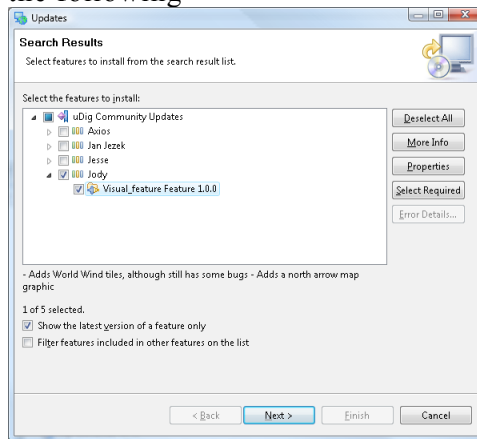 the following
Updates
Search Results
Select features to install from the search result list.
Select the features to install:
uDig Community Updates
Axios
Jan Jezek
Jesse
Jody
Visual_feature Feature 1.0.0
Deselect All
More Info
Properties
Select Required
Error Details...
- Adds World Wind tiles, although still has some bugs - Adds a north arrow map
graphic
1 of 5 selected.
Show the latest version of a feature only
Filter features included in other features on the list
< Back
Next >
Finish
Cancel